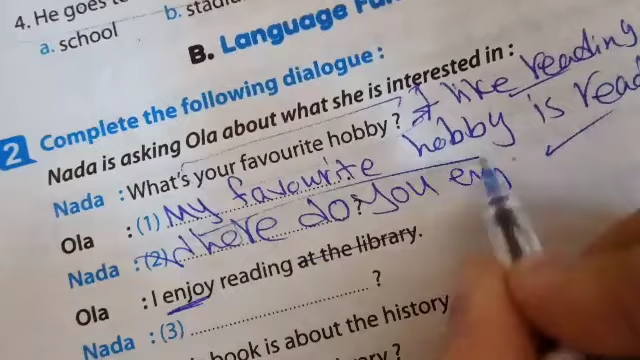 4. He goes to
a. school b.
B. Language
2 Complete the following dialogue :
Nada is asking Ola about what she is interested in :
I like reading
Nada : What's your favourite hobby ?
Ola : (1) My favourite hobby is read
Nada : (2) Where do you en
Ola : I enjoy reading at the library.
Nada : (3) ?
book is about the history